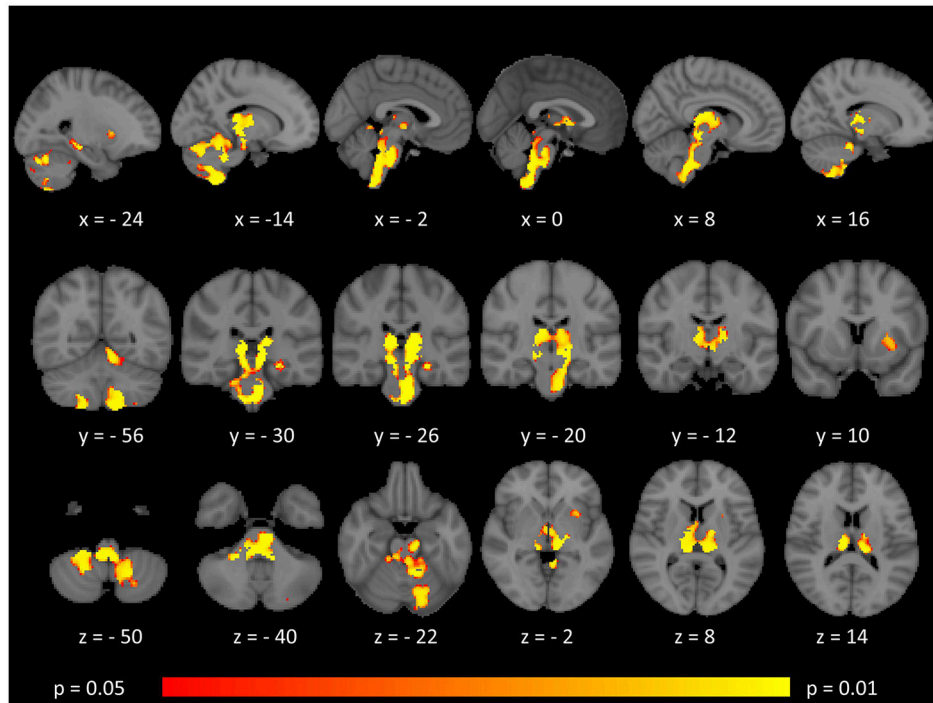 x = - 24 x = -14 x = - 2 x = 0 x = 8 x = 16
y = - 56 y = - 30 y = - 26 y = - 20 y = - 12 y = 10
z = - 50 z = - 40 z = - 22 z = - 2 z = 8 z = 14
p = 0.05 p = 0.01